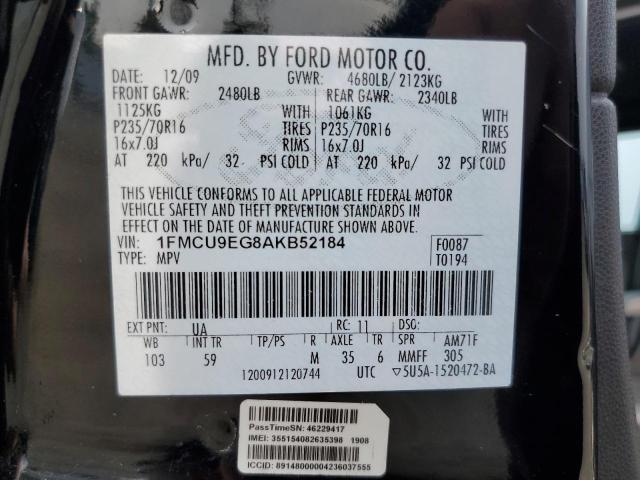 MFD. BY FORD MOTOR CO.
DATE: 12/09 GVWR: 4680LB/ 2123KG
FRONT GAWR: 2480LB REAR GAWR: 2340LB
1125KG WITH 1061KG WITH
P235/70R16 TIRES P235/70R16 TIRES
16x7.0J RIMS 16x7.0J RIMS
AT 220 kPa/ 32 PSI COLD AT 220 kPa/ 32 PSI COLD
THIS VEHICLE CONFORMS TO ALL APPLICABLE FEDERAL MOTOR
VEHICLE SAFETY AND THEFT PREVENTION STANDARDS IN
EFFECT ON THE DATE OF MANUFACTURE SHOWN ABOVE.
VIN: 1FMCU9EG8AKB52184 F0087
TYPE: MPV T0194
EXT PNT: UA RC: 11 DSG:
WB INT TR TP/PS R AXLE TR SPR AM71F
103 59 M 35 6 MMFF 305
1200912120744 UTC ▽5U5A-1520472-BA
PassTimeSN: 46229417
IMEI: 355154082635398 1908
ICCID: 89148000004236037555